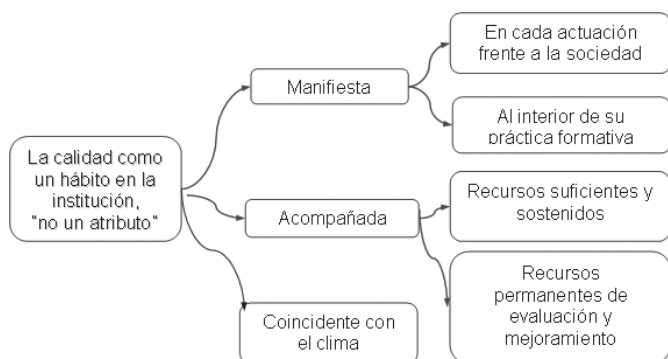 La calidad como
un hábito en la
institución,
"no un atributo"
Manifiesta
En cada actuación
frente a la sociedad
Al interior de su
práctica formativa
Acompañada
Recursos suficientes y
sostenidos
Recursos
permanentes de
evaluación y
mejoramiento
Coincidente con
el clima